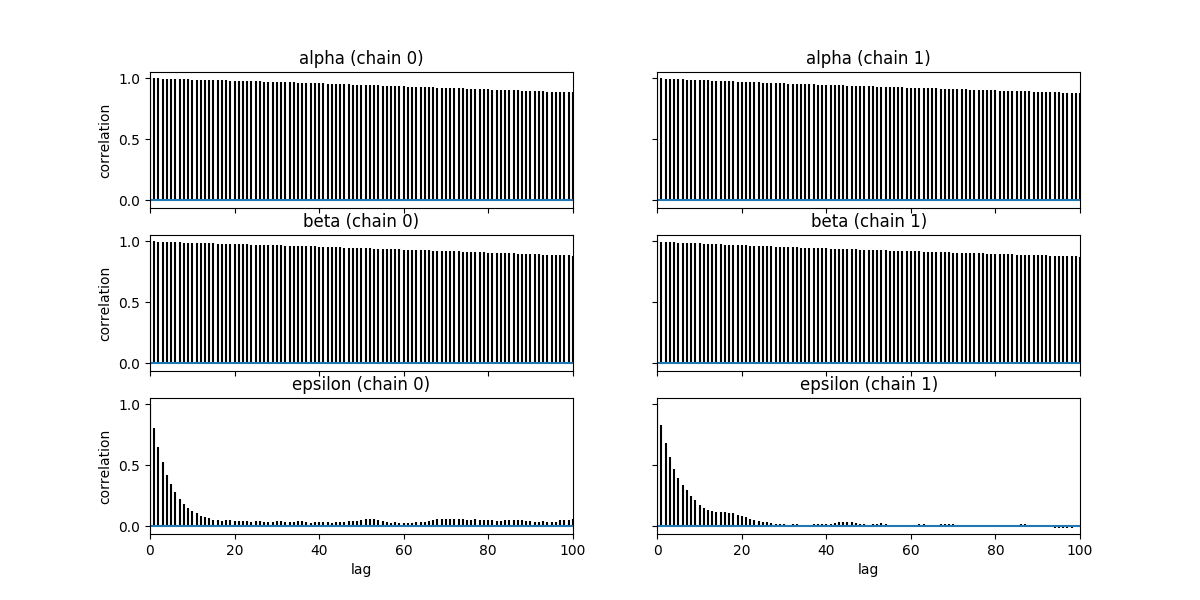 alpha (chain 0)
alpha (chain 1)
1.0
0.5
0.0
correlation
beta (chain 0)
beta (chain 1)
1.0
0.5
0.0
correlation
epsilon (chain 0)
epsilon (chain 1)
1.0
0.5
0.0
correlation
0 20 40 60 80 100
0 20 40 60 80 100
lag
lag